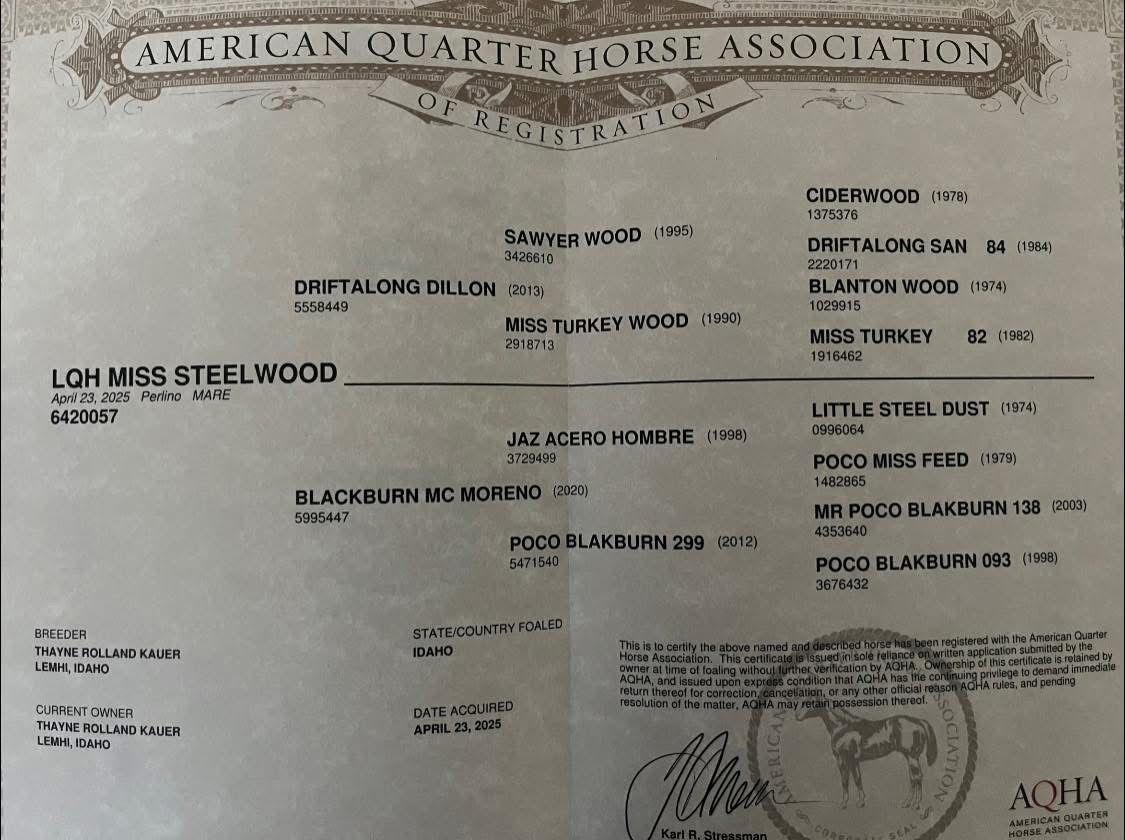 AMERICAN QUARTER HORSE ASSOCIATION
OF REGISTRATION
CIDERWOOD (1978)
1375376
SAWYER WOOD (1995)
3426610
DRIFTALONG SAN 84 (1984)
2220171
DRIFTALONG DILLON (2013)
5558449
BLANTON WOOD (1974)
1029915
MISS TURKEY WOOD (1990)
2918713
MISS TURKEY 82 (1982)
1916462
LQH MISS STEELWOOD
April 23, 2025 Perlino MARE
6420057
LITTLE STEEL DUST (1974)
0996064
JAZ ACERO HOMBRE (1998)
3729499
POCO MISS FEED (1979)
1482865
BLACKBURN MC MORENO (2020)
5995447
MR POCO BLAKBURN 138 (2003)
4353640
POCO BLAKBURN 299 (2012)
5471540
POCO BLAKBURN 093 (1998)
3676432
BREEDER
THAYNE ROLLAND KAUER
LEMHI, IDAHO
STATE/COUNTRY FOALED
IDAHO
CURRENT OWNER
THAYNE ROLLAND KAUER
LEMHI, IDAHO
DATE ACQUIRED
APRIL 23, 2025
This is to certify the above named and described horse has been registered with the American Quarter
Horse Association. This certificate is issued in sole reliance on written application submitted by the
owner at time of foaling without further verification by AQHA. Ownership of this certificate is retained by
AQHA, and issued upon express condition that AQHA has the continuing privilege to demand immediate
return thereof for correction, cancellation, or any other official reason AQHA rules, and pending
resolution of the matter, AQHA may retain possession thereof.
AMERICAN
ASSOCIATION
CORPORATE SEAL
Karl R. Stressman
AQHA
AMERICAN QUARTER
HORSE ASSOCIATION